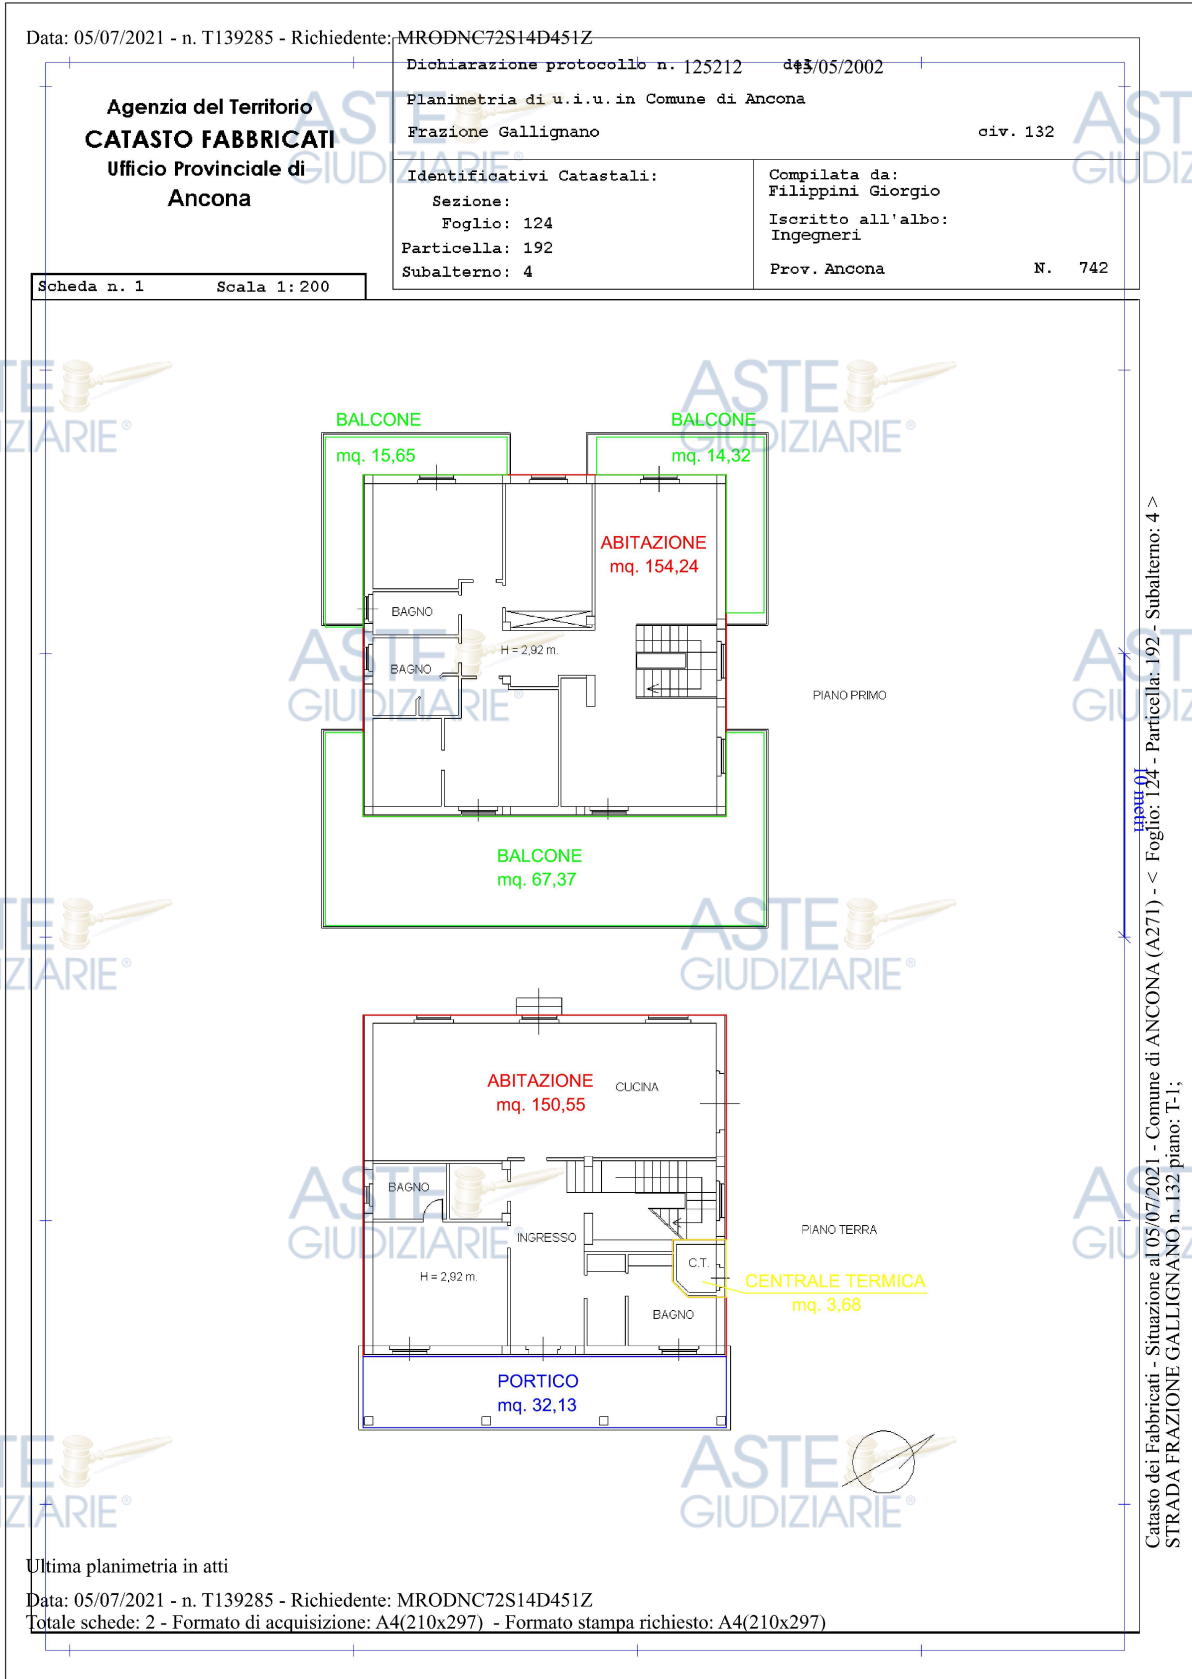 Data: 05/07/2021 - n. T139285 - Richiedente: MRODNC72S14D451Z
Agenzia del Territorio
CATASTO FABBRICATI
Ufficio Provinciale di
Ancona
Dichiarazione protocollo n. 125212 del 13/05/2002
Planimetria di u.i.u. in Comune di Ancona
Frazione Gallignano civ. 132
Identificativi Catastali:
Sezione:
Foglio: 124
Particella: 192
Subalterno: 4
Compilata da:
Filippini Giorgio
Iscritto all'albo:
Ingegneri
Prov. Ancona N. 742
Scheda n. 1 Scala 1:200
BALCONE
mq. 15,65
BALCONE
mq. 14,32
ABITAZIONE
mq. 154,24
BAGNO
BAGNO
H = 2,92 m.
PIANO PRIMO
BALCONE
mq. 67,37
ABITAZIONE
mq. 150,55
CUCINA
BAGNO
INGRESSO
PIANO TERRA
H = 2,92 m.
C.T.
CENTRALE TERMICA
mq. 3,68
BAGNO
PORTICO
mq. 32,13
10 metri
Catasto dei Fabbricati - Situazione al 05/07/2021 - Comune di ANCONA (A271) - < Foglio: 124 - Particella: 192 - Subalterno: 4 >
STRADA FRAZIONE GALLIGNANO n. 132 piano: T-1;
Ultima planimetria in atti
Data: 05/07/2021 - n. T139285 - Richiedente: MRODNC72S14D451Z
Totale schede: 2 - Formato di acquisizione: A4(210x297) - Formato stampa richiesto: A4(210x297)
ASTE
GIUDIZIARIE®